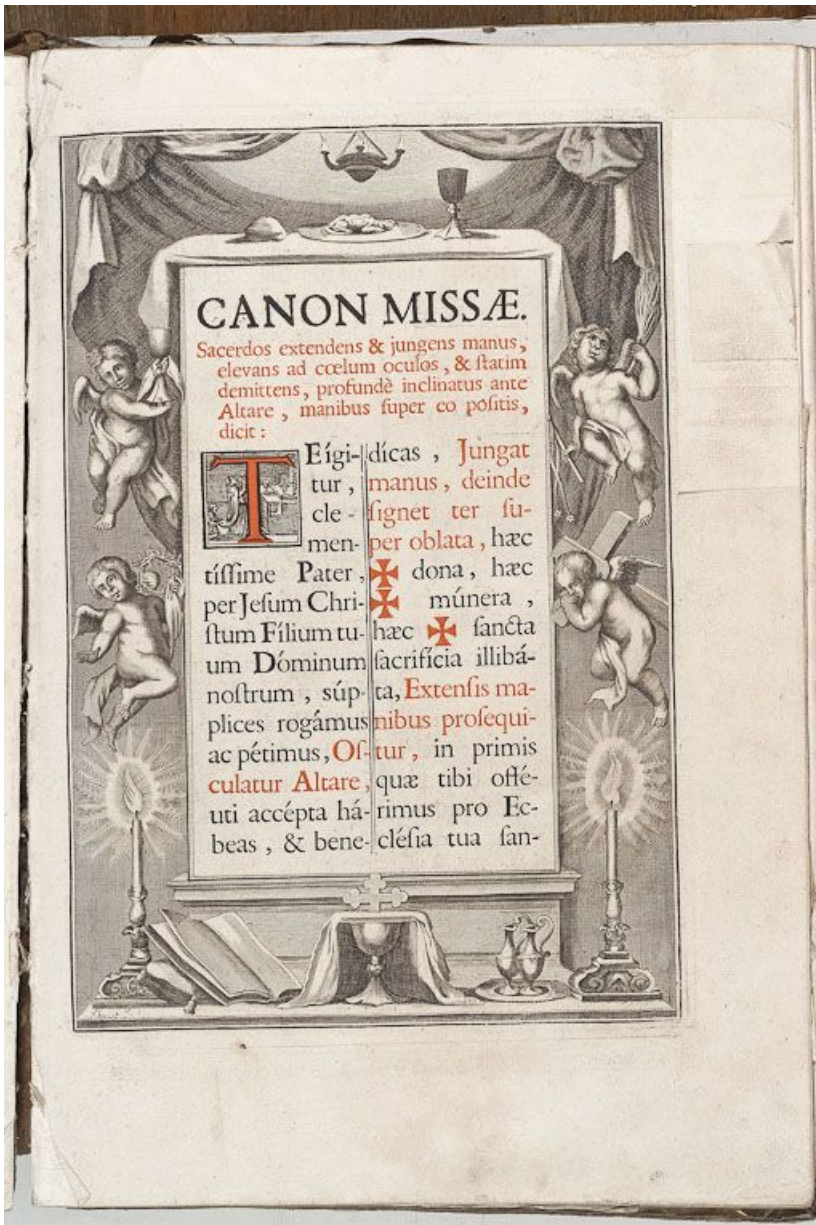 CANON MISSÆ.
Sacerdos extendens & jungens manus,
elevans ad cœlum oculos, & ſtatim
demittens, profundè inclinatus ante
Altare, manibus ſuper eo poſitis,
dicit:
TEígi-
tur,
cle-
men-
tíſſime Pater,
per Jeſum Chri-
ſtum Fílium tu-
um Dóminum
noſtrum, súp-
plices rogámus
ac pétimus, Oſ-
culatur Altare,
uti accépta há-
beas, & bene-
dícas, Jungat
manus, deinde
ſignet ter ſu-
per oblata, hæc
✠ dona, hæc
✠ múnera,
hæc ✠ ſancta
ſacrifícia illibá-
ta, Extenſis ma-
nibus proſequi-
tur, in primis
quæ tibi offé-
rimus pro Ec-
cléſia tua ſan-